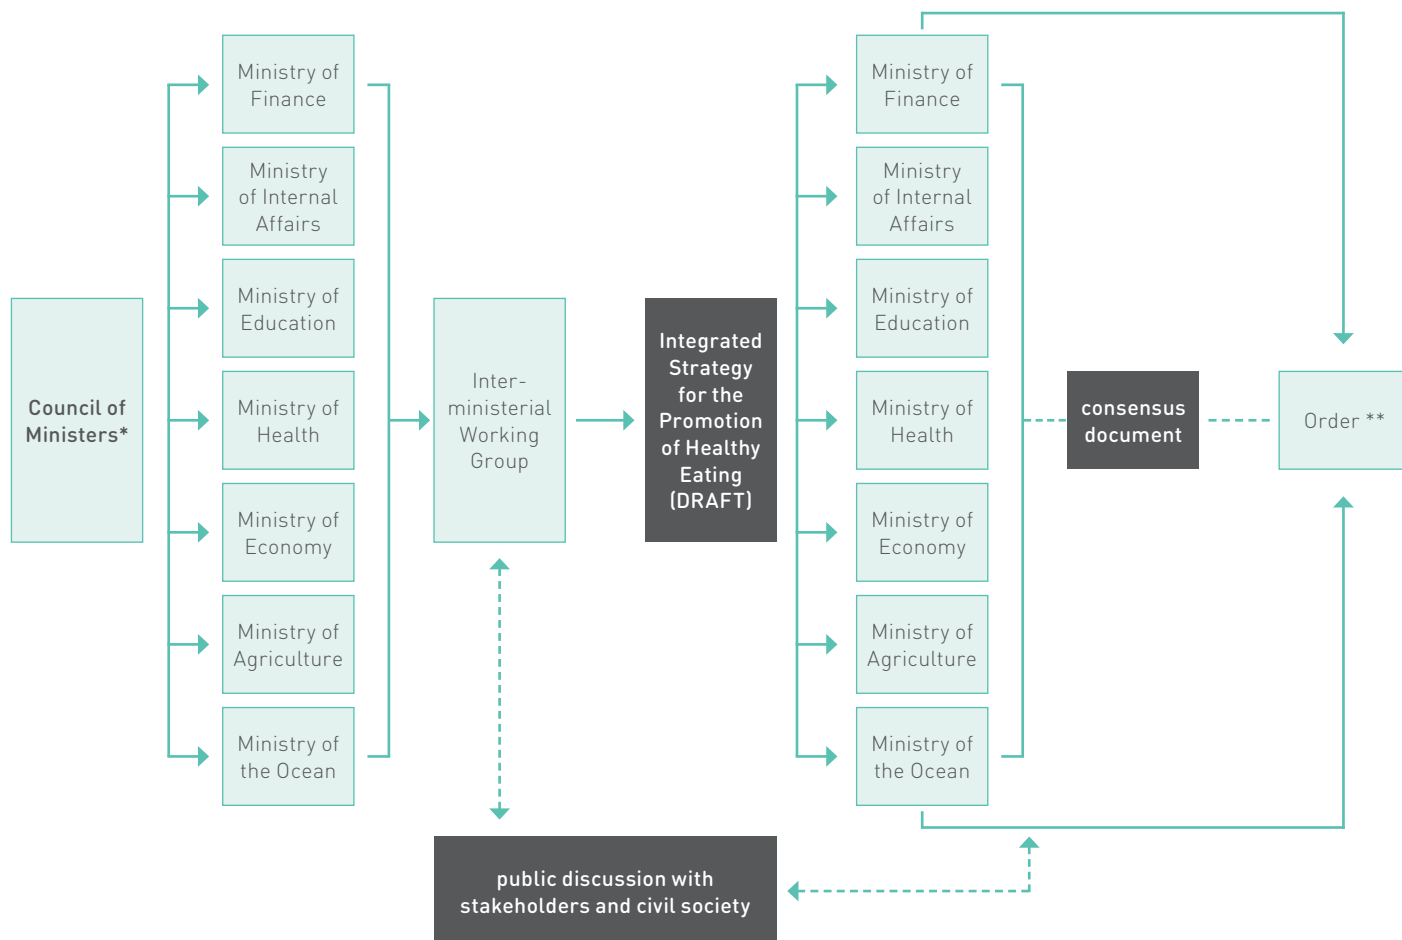 Council of
Ministers*
Ministry of
Finance
Ministry
of Internal
Affairs
Ministry of
Education
Ministry of
Health
Ministry of
Economy
Ministry of
Agriculture
Ministry of
the Ocean
Inter-
ministerial
Working
Group
Integrated
Strategy
for the
Promotion
of Healthy
Eating
(DRAFT)
Ministry of
Finance
Ministry
of Internal
Affairs
Ministry of
Education
Ministry of
Health
Ministry of
Economy
Ministry of
Agriculture
Ministry of
the Ocean
consensus
document
Order **
public discussion with
stakeholders and civil society